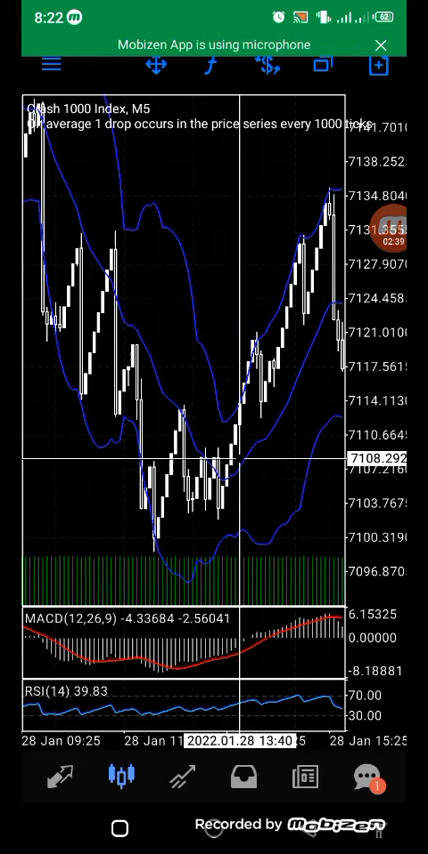 8:22
62
Mobizen App is using microphone
Crash 1000 Index, M5
On average 1 drop occurs in the price series every 1000 ticks
7138.252
7134.804
02:39
7127.907
7124.458
7121.010
7117.561
7114.113
7110.664
7108.292
7103.767
7100.319
7096.870
MACD(12,26,9) -4.33684 -2.56041
6.15325
0.00000
-8.18881
RSI(14) 39.83
70.00
30.00
28 Jan 09:25
28 Jan 11
2022.01.28 13:40
28 Jan 15:25
1
Recorded by Mobizen